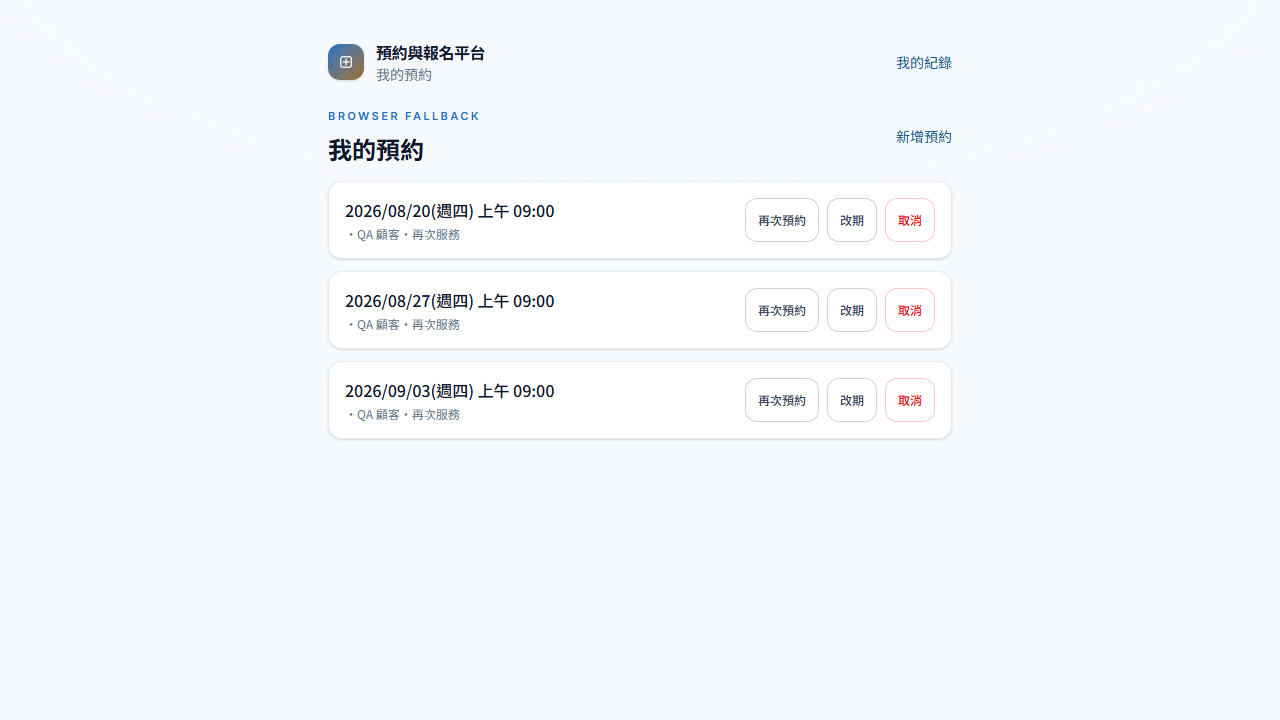 預約與報名平台
我的預約
我的紀錄
BROWSER FALLBACK
我的預約
新增預約
2026/08/20(週四) 上午 09:00
・QA 顧客・再次服務
再次預約
改期
取消
2026/08/27(週四) 上午 09:00
・QA 顧客・再次服務
再次預約
改期
取消
2026/09/03(週四) 上午 09:00
・QA 顧客・再次服務
再次預約
改期
取消